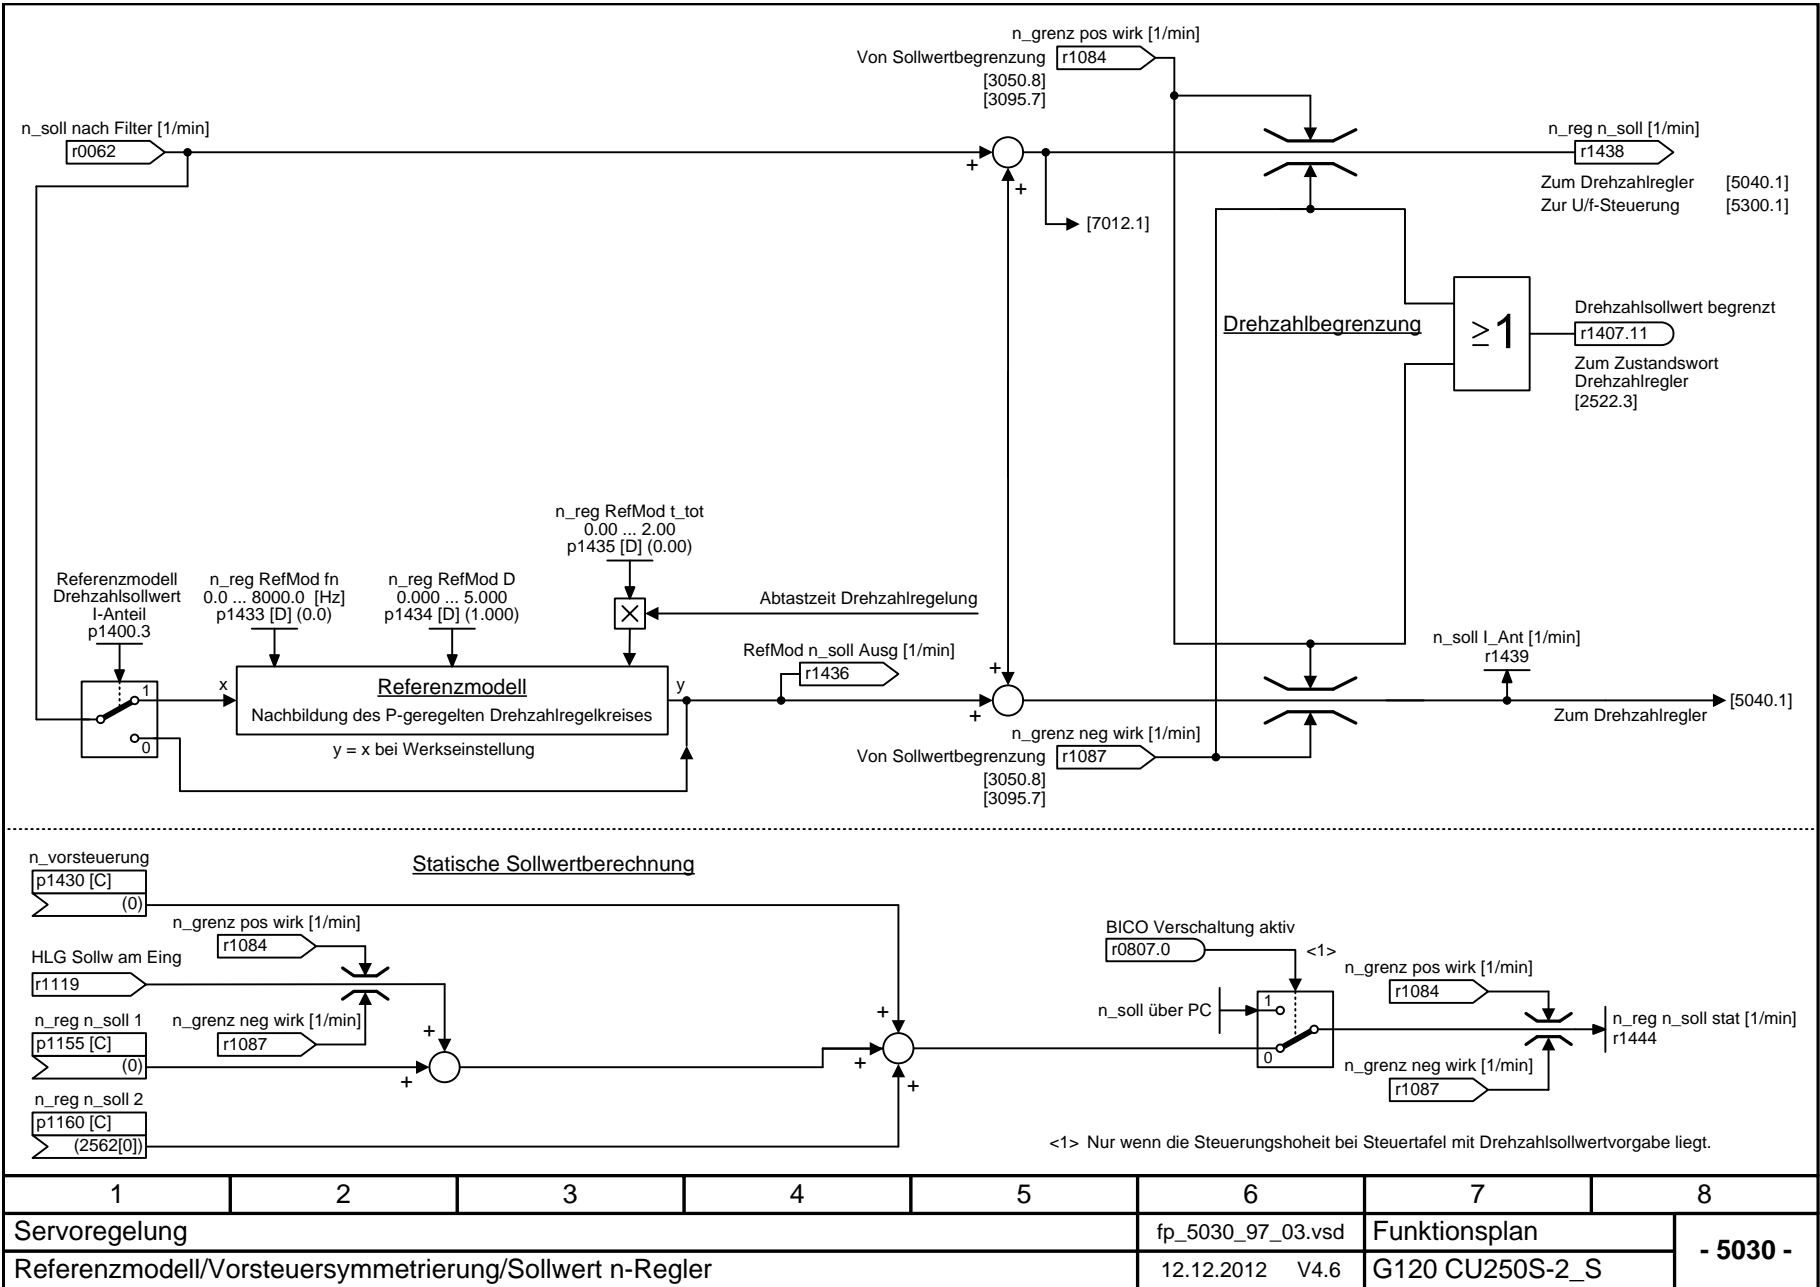 n_grenz pos wirk [1/min]
Von Sollwertbegrenzung
r1084
[3050.8]
[3095.7]
n_soll nach Filter [1/min]
r0062
+
+
[7012.1]
n_reg n_soll [1/min]
r1438
Zum Drehzahlregler [5040.1]
Zur U/f-Steuerung [5300.1]
Drehzahlbegrenzung
≥1
Drehzahlsollwert begrenzt
r1407.11
Zum Zustandswort
Drehzahlregler
[2522.3]
Referenzmodell
Drehzahlsollwert
I-Anteil
p1400.3
n_reg RefMod fn
0.0 ... 8000.0 [Hz]
p1433 [D] (0.0)
n_reg RefMod D
0.000 ... 5.000
p1434 [D] (1.000)
n_reg RefMod t_tot
0.00 ... 2.00
p1435 [D] (0.00)
Abtastzeit Drehzahlregelung
1
0
x
Referenzmodell
Nachbildung des P-geregelten Drehzahlregelkreises
y
y = x bei Werkseinstellung
RefMod n_soll Ausg [1/min]
r1436
+
+
n_grenz neg wirk [1/min]
Von Sollwertbegrenzung
r1087
[3050.8]
[3095.7]
n_soll I_Ant [1/min]
r1439
[5040.1]
Zum Drehzahlregler
Statische Sollwertberechnung
n_vorsteuerung
p1430 [C]
(0)
n_grenz pos wirk [1/min]
r1084
HLG Sollw am Eing
r1119
n_reg n_soll 1
p1155 [C]
(0)
n_grenz neg wirk [1/min]
r1087
+
+
n_reg n_soll 2
p1160 [C]
(2562[0])
+
+
+
BICO Verschaltung aktiv
r0807.0
<1>
n_soll über PC
1
0
n_grenz pos wirk [1/min]
r1084
n_reg n_soll stat [1/min]
r1444
n_grenz neg wirk [1/min]
r1087
<1> Nur wenn die Steuerungshoheit bei Steuertafel mit Drehzahlsollwertvorgabe liegt.
1 2 3 4 5 6 7 8
Servoregelung
fp_5030_97_03.vsd
Funktionsplan
- 5030 -
Referenzmodell/Vorsteuersymmetrierung/Sollwert n-Regler
12.12.2012 V4.6
G120 CU250S-2_S